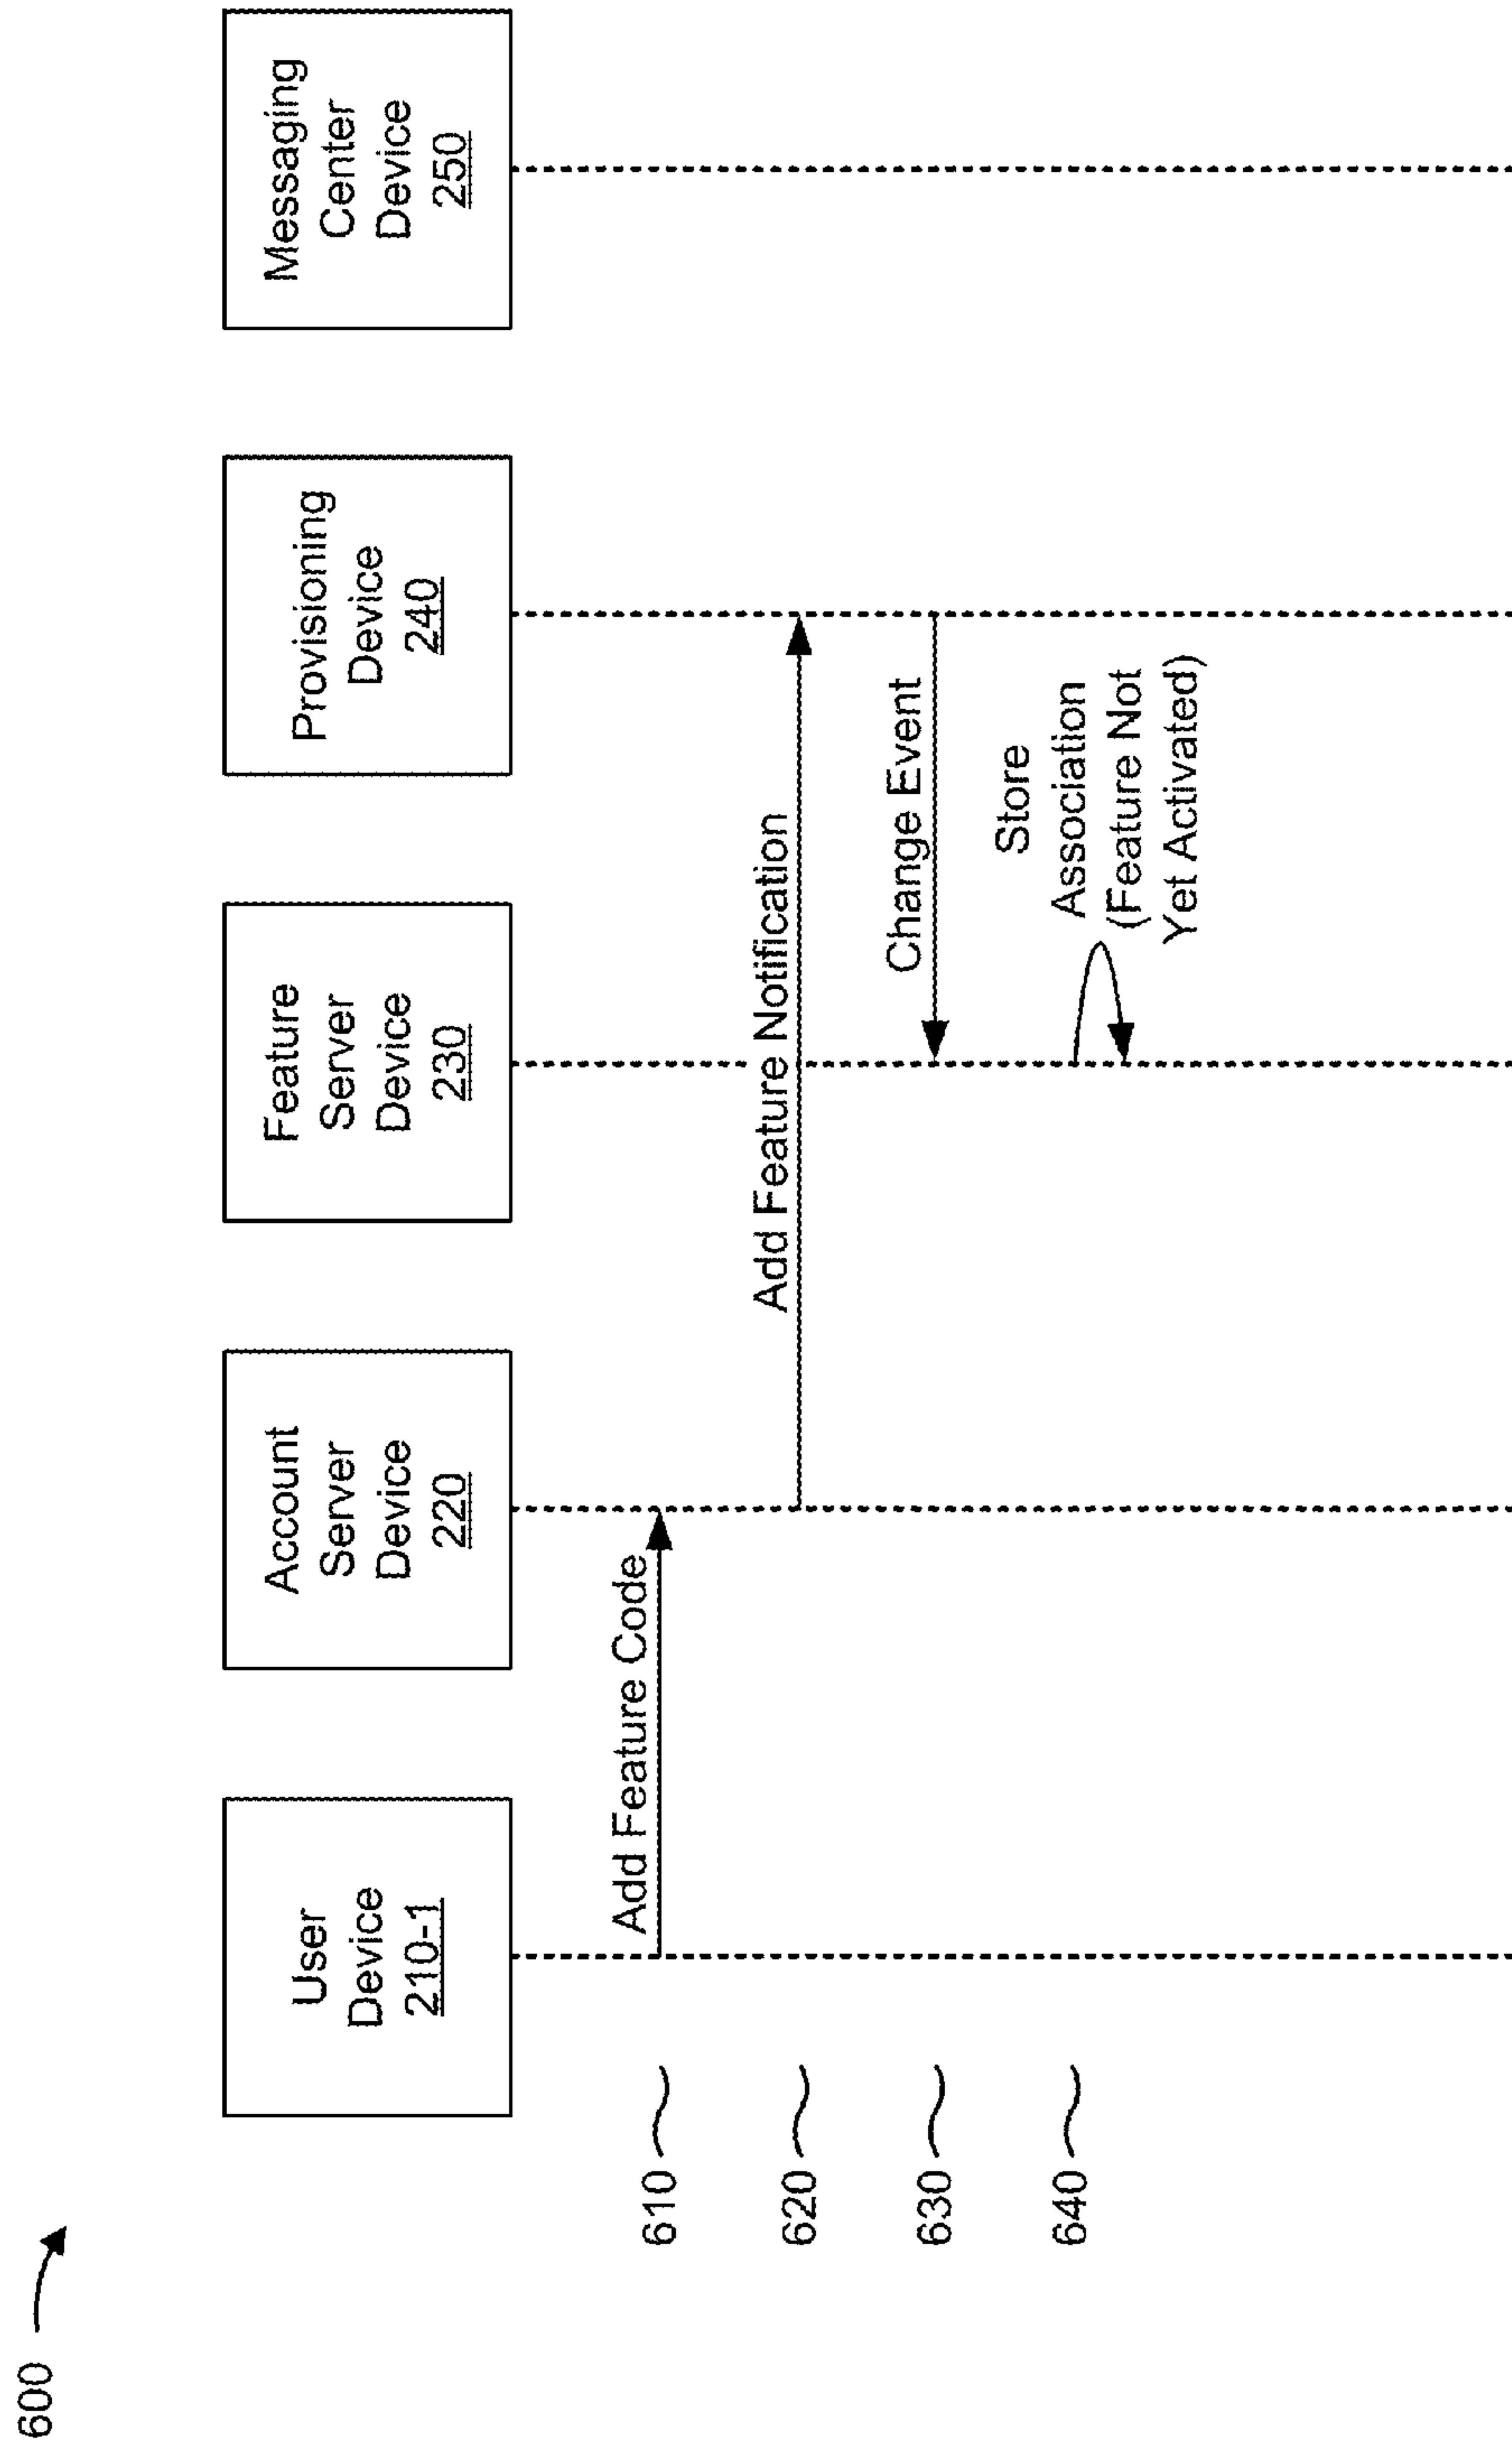 600
User
Device
210-1
Account
Server
Device
220
Feature
Server
Device
230
Provisioning
Device
240
Messaging
Center
Device
250
610
Add Feature Code
620
Add Feature Notification
630
Change Event
640
Store
Association
(Feature Not
Yet Activated)